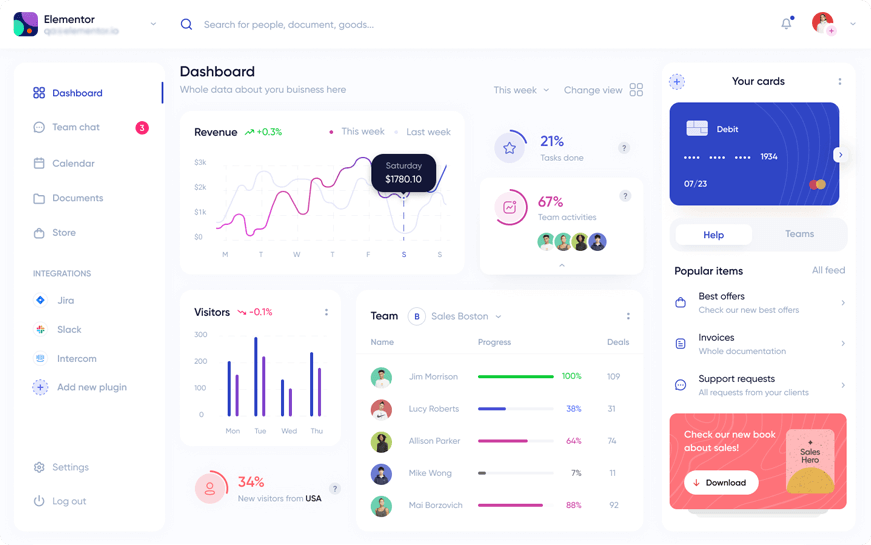 Elementor
Search for people, document, goods...
Dashboard
Team chat
3
Calendar
Documents
Store
INTEGRATIONS
Jira
Slack
Intercom
Add new plugin
Settings
Log out
Dashboard
Whole data about yoru buisness here
This week
Change view
Revenue +0.3% This week Last week
$3k
$2k
$1k
$0
Saturday
$1780.10
M T W T F S S
21%
Tasks done
?
67%
Team activities
?
Visitors -0.1%
300
200
100
0
Mon Tue Wed Thu
34%
New visitors from USA
?
Team B Sales Boston
Name Progress Deals
Jim Morrison 100% 109
Lucy Roberts 38% 31
Allison Parker 64% 74
Mike Wong 7% 11
Mai Borzovich 88% 92
Your cards
Debit
1934
07/23
Help Teams
Popular items All feed
Best offers
Check our new best offers
Invoices
Whole documentation
Support requests
All requests from your clients
Check our new book
about sales!
Download
Sales
Hero